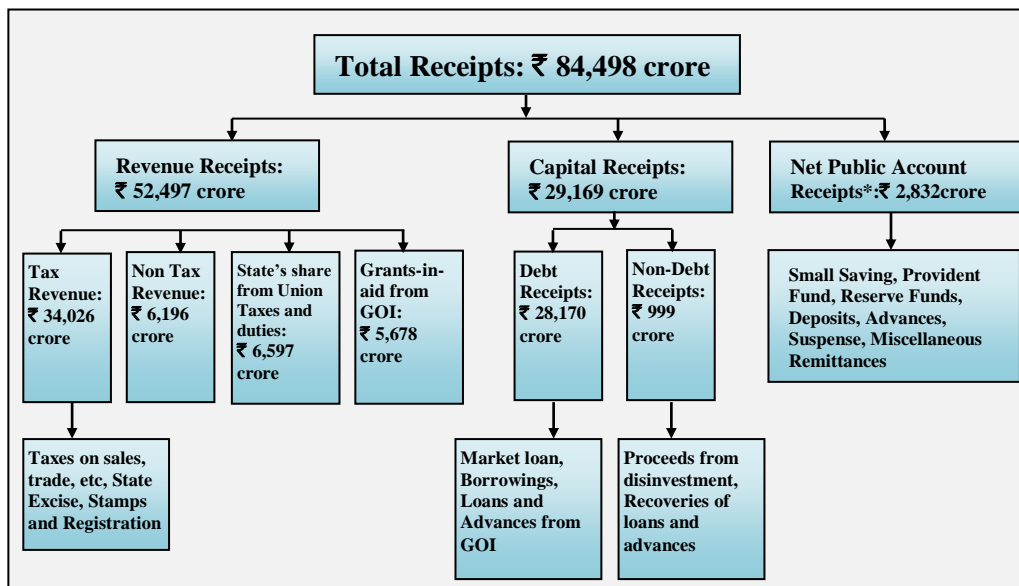 Total Receipts: ₹ 84,498 crore
Revenue Receipts:
₹ 52,497 crore
Capital Receipts:
₹ 29,169 crore
Net Public Account
Receipts*:₹ 2,832crore
Tax
Revenue:
₹ 34,026
crore
Non Tax
Revenue:
₹ 6,196
crore
State's share
from Union
Taxes and
duties:
₹ 6,597
crore
Grants-in-
aid from
GOI:
₹ 5,678
crore
Debt
Receipts:
₹ 28,170
crore
Non-Debt
Receipts:
₹ 999
crore
Small Saving, Provident
Fund, Reserve Funds,
Deposits, Advances,
Suspense, Miscellaneous
Remittances
Taxes on sales,
trade, etc, State
Excise, Stamps
and Registration
Market loan,
Borrowings,
Loans and
Advances from
GOI
Proceeds from
disinvestment,
Recoveries of
loans and
advances